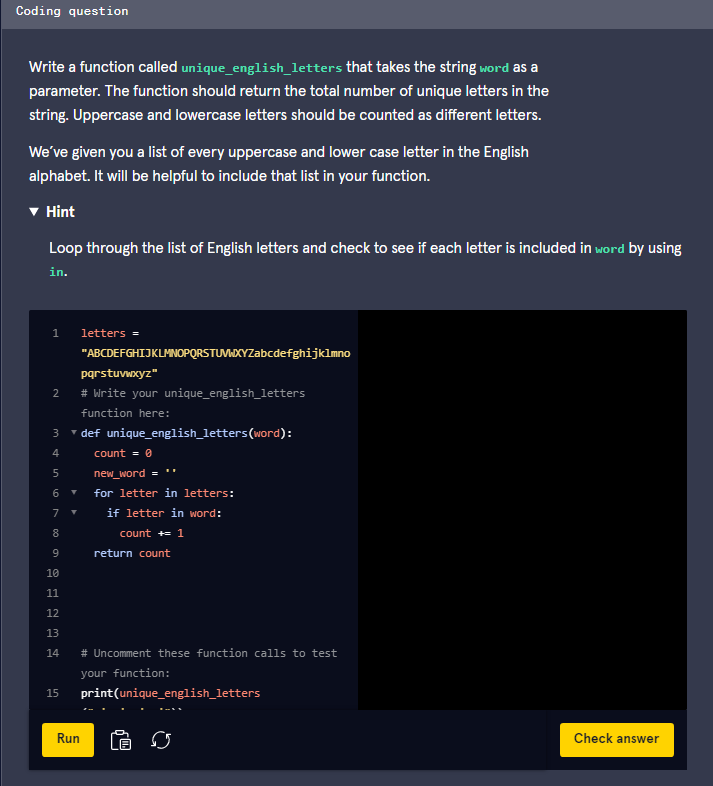 Coding question
Write a function called unique_english_letters that takes the string word as a
parameter. The function should return the total number of unique letters in the
string. Uppercase and lowercase letters should be counted as different letters.
We've given you a list of every uppercase and lower case letter in the English
alphabet. It will be helpful to include that list in your function.
▼ Hint
Loop through the list of English letters and check to see if each letter is included in word by using
in.
1 letters =
"ABCDEFGHIJKLMNOPQRSTUVWXYZabcdefghijklmno
pqrstuvwxyz"
2 # Write your unique_english_letters
function here:
3 ▼ def unique_english_letters(word):
4 count = 0
5 new_word = ''
6 ▼ for letter in letters:
7 ▼ if letter in word:
8 count += 1
9 return count
10
11
12
13
14 # Uncomment these function calls to test
your function:
15 print(unique_english_letters
Run
Check answer